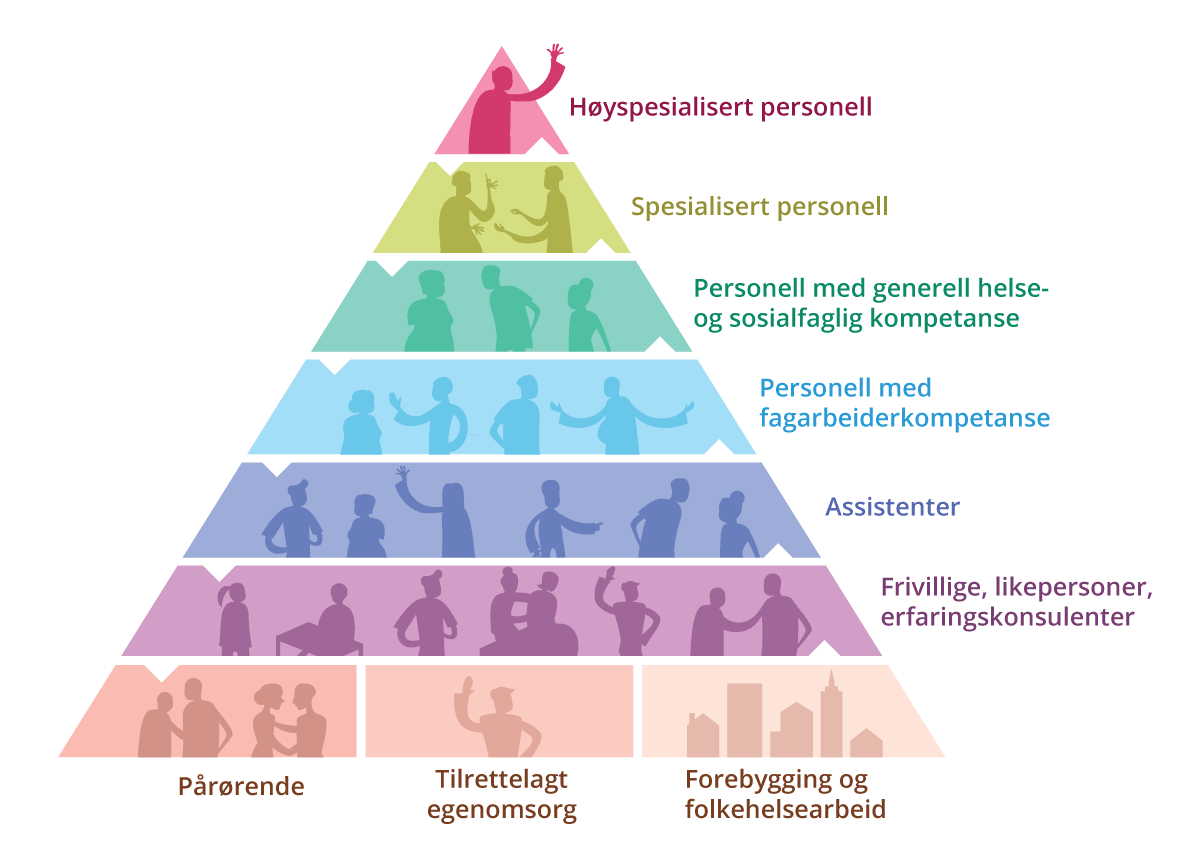 Høyspesialisert personell
Spesialisert personell
Personell med generell helse-
og sosialfaglig kompetanse
Personell med
fagarbeiderkompetanse
Assistenter
Frivillige, likepersoner,
erfaringskonsulenter
Pårørende
Tilrettelagt
egenomsorg
Forebygging og
folkehelsearbeid